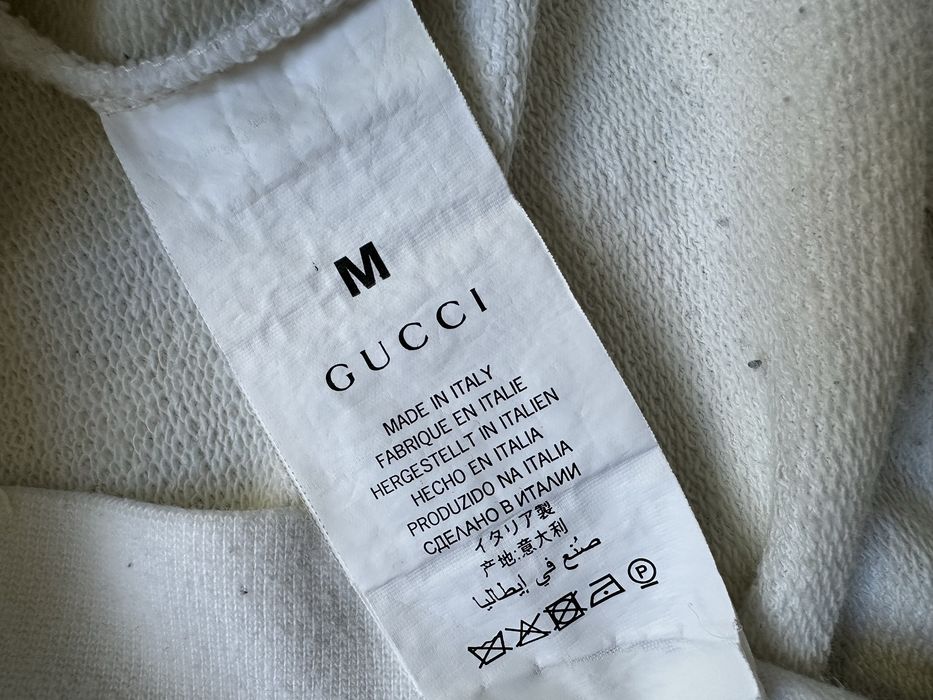 M
GUCCI
MADE IN ITALY
FABRIQUE EN ITALIE
HERGESTELLT IN ITALIEN
HECHO EN ITALIA
PRODUZIDO NA ITALIA
СДЕЛАНО В ИТАЛИИ
イタリア製
产地:意大利
صنع في إيطاليا
P